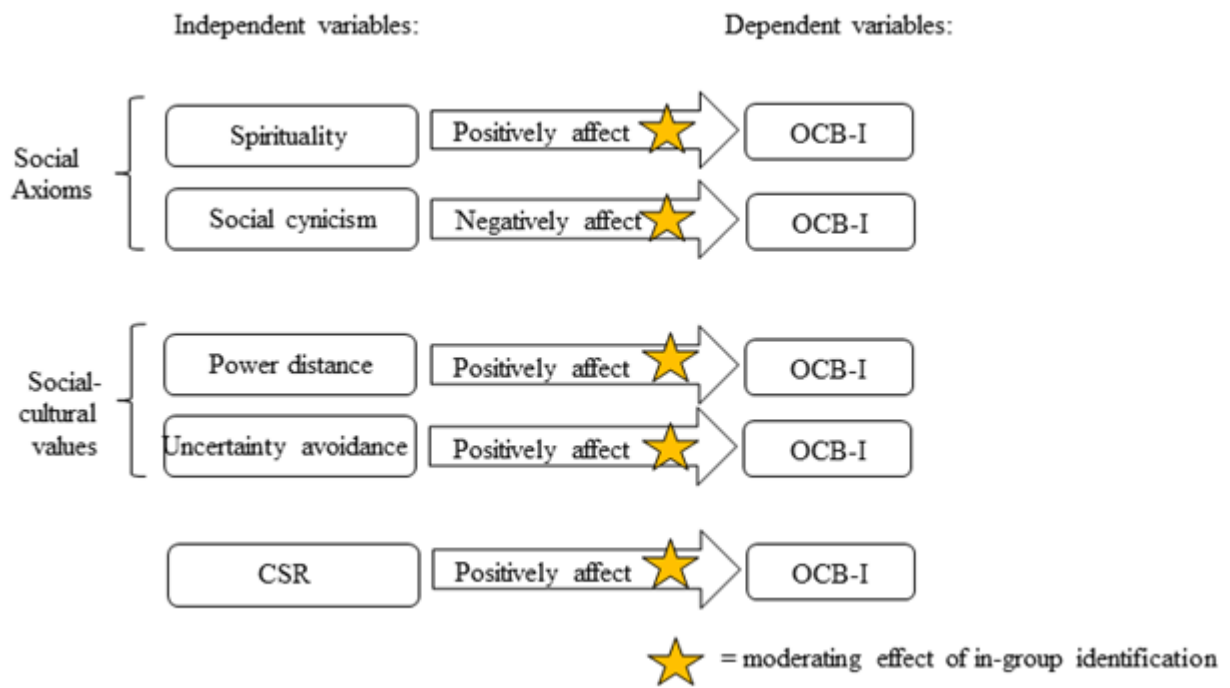 Independent variables:
Dependent variables:
Social
Axioms
Spirituality
Positively affect
OCB-I
Social cynicism
Negatively affect
OCB-I
Social-
cultural
values
Power distance
Positively affect
OCB-I
Uncertainty avoidance
Positively affect
OCB-I
CSR
Positively affect
OCB-I
= moderating effect of in-group identification